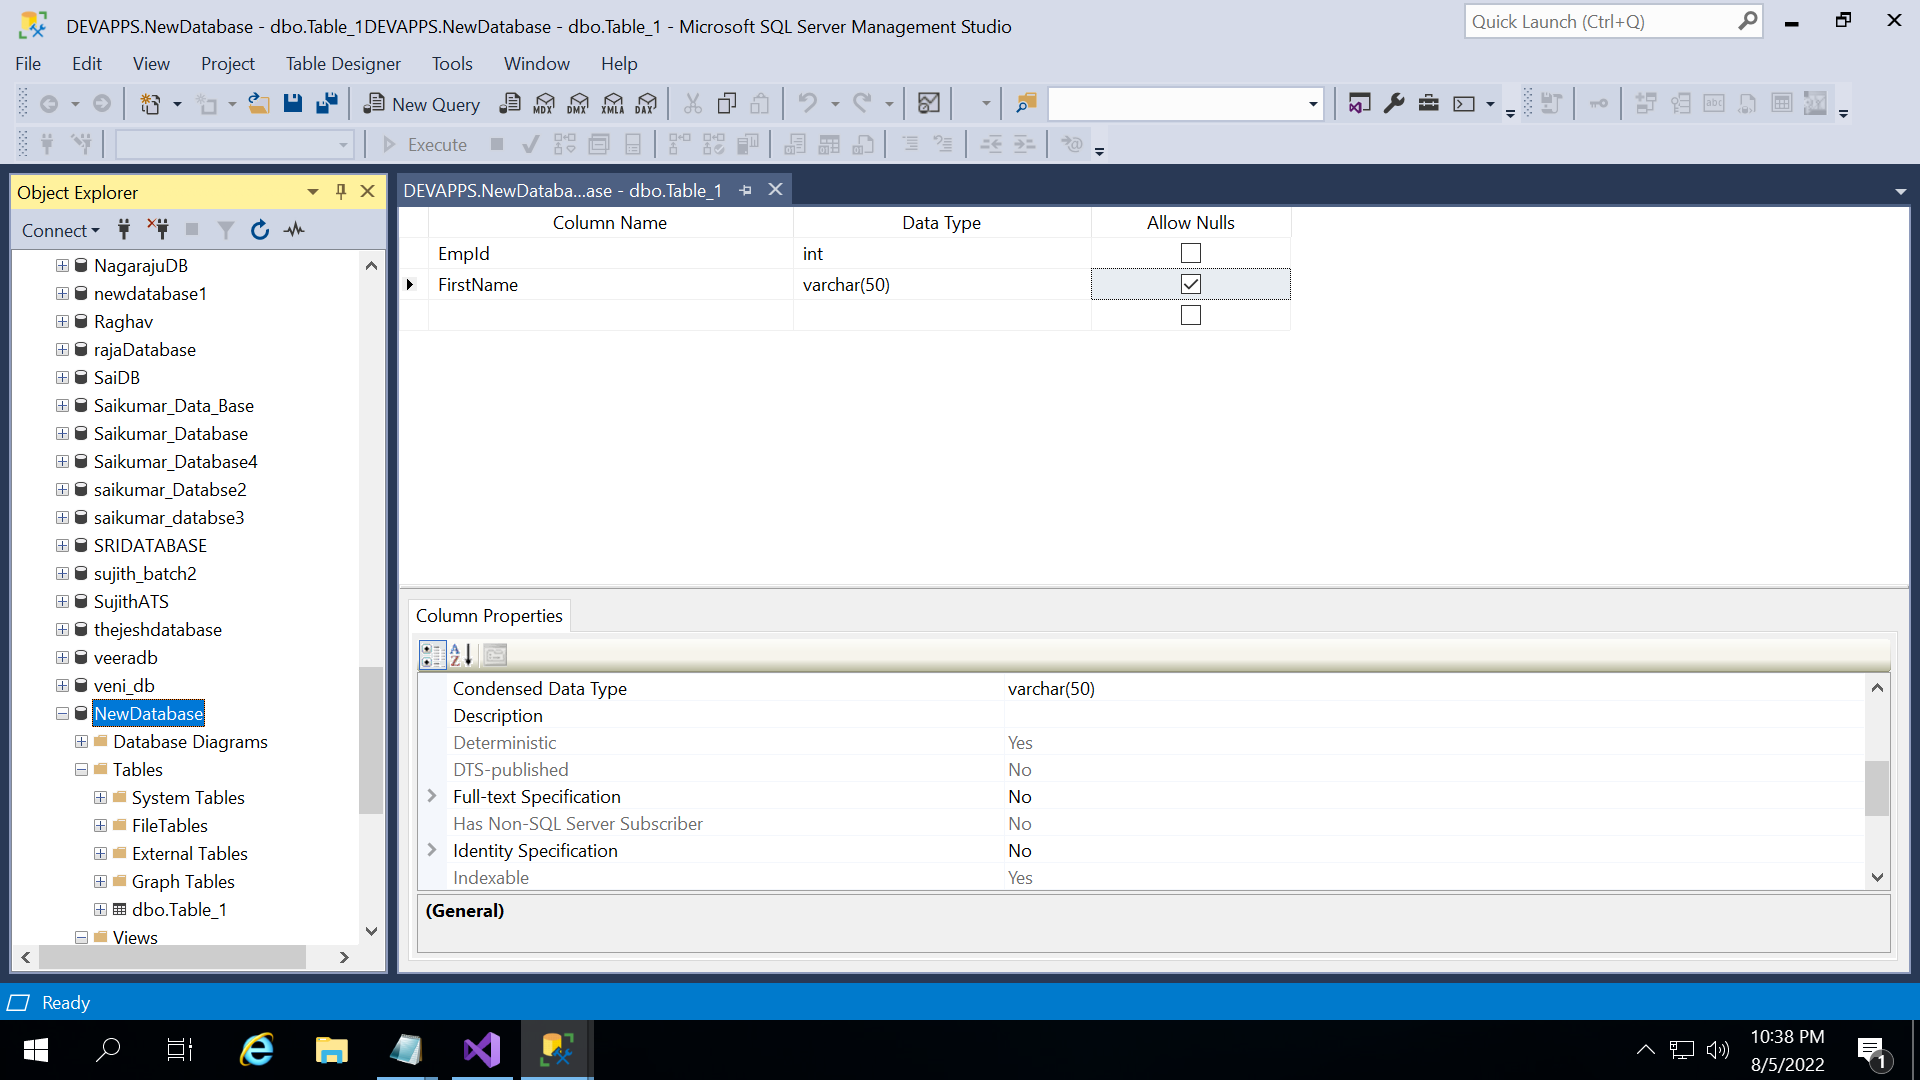 DEVAPPS.NewDatabase - dbo.Table_1DEVAPPS.NewDatabase - dbo.Table_1 - Microsoft SQL Server Management Studio
Quick Launch (Ctrl+Q)
File Edit View Project Table Designer Tools Window Help
New Query MDX DMX XMLA DAX
Execute
Object Explorer
Connect
NagarajuDB
newdatabase1
Raghav
rajaDatabase
SaiDB
Saikumar_Data_Base
Saikumar_Database
Saikumar_Database4
saikumar_Databse2
saikumar_databse3
SRIDATABASE
sujith_batch2
SujithATS
thejeshdatabase
veeradb
veni_db
NewDatabase
Database Diagrams
Tables
System Tables
FileTables
External Tables
Graph Tables
dbo.Table_1
Views
DEVAPPS.NewDataba...ase - dbo.Table_1
Column Name Data Type Allow Nulls
EmpId int
FirstName varchar(50)
Column Properties
Condensed Data Type varchar(50)
Description
Deterministic Yes
DTS-published No
Full-text Specification No
Has Non-SQL Server Subscriber No
Identity Specification No
Indexable Yes
(General)
Ready
10:38 PM
8/5/2022
1